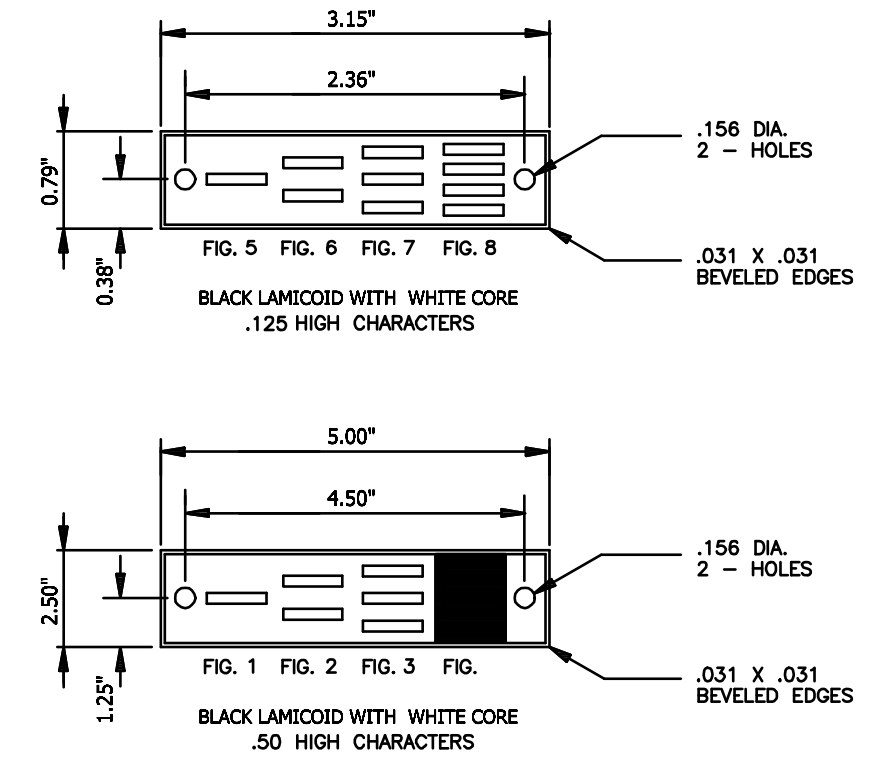 3.15"
2.36"
.156 DIA.
2 - HOLES
0.79"
0.38"
FIG. 5 FIG. 6 FIG. 7 FIG. 8
.031 X .031
BEVELED EDGES
BLACK LAMICOID WITH WHITE CORE
.125 HIGH CHARACTERS
5.00"
4.50"
.156 DIA.
2 - HOLES
2.50"
1.25"
FIG. 1 FIG. 2 FIG. 3 FIG.
.031 X .031
BEVELED EDGES
BLACK LAMICOID WITH WHITE CORE
.50 HIGH CHARACTERS